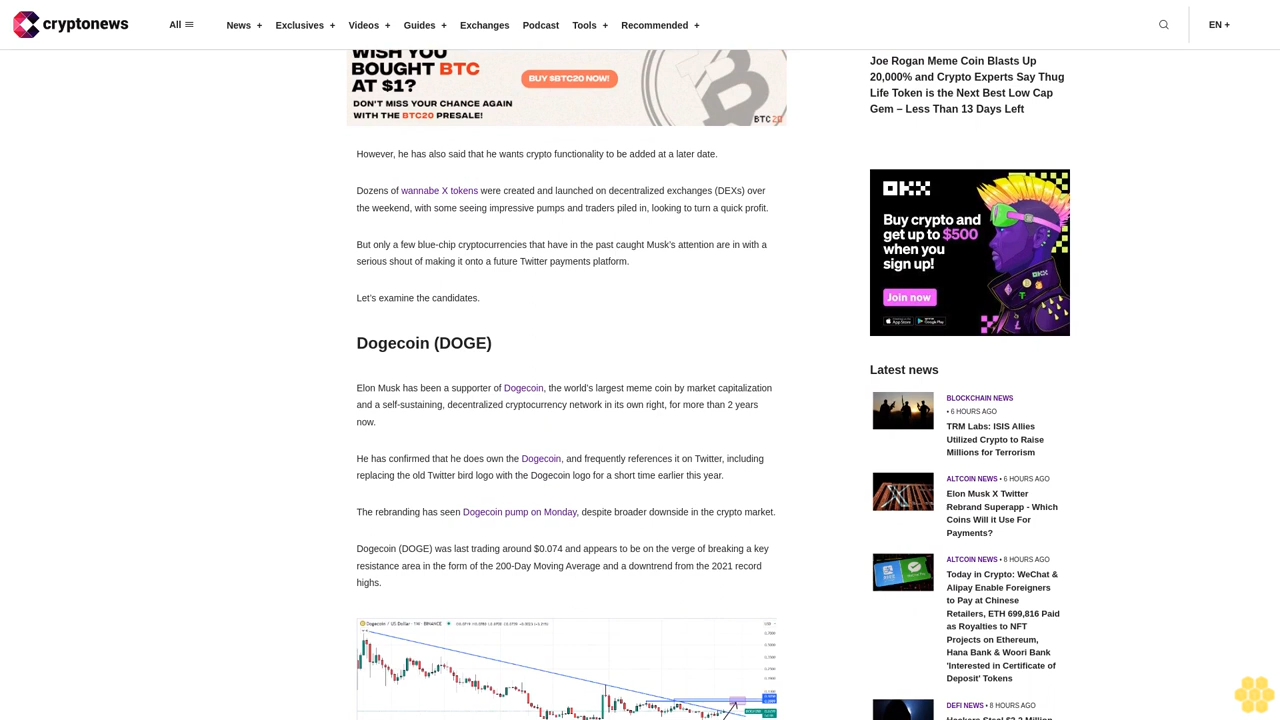 cryptonews
All
News +
Exclusives +
Videos +
Guides +
Exchanges
Podcast
Tools +
Recommended +
EN +
WISH YOU
BOUGHT BTC
AT $1?
DON'T MISS YOUR CHANCE AGAIN
WITH THE BTC20 PRESALE!
BUY $BTC20 NOW!
BTC20
However, he has also said that he wants crypto functionality to be added at a later date.
Dozens of wannabe X tokens were created and launched on decentralized exchanges (DEXs) over
the weekend, with some seeing impressive pumps and traders piled in, looking to turn a quick profit.
But only a few blue-chip cryptocurrencies that have in the past caught Musk's attention are in with a
serious shout of making it onto a future Twitter payments platform.
Let's examine the candidates.
Dogecoin (DOGE)
Elon Musk has been a supporter of Dogecoin, the world's largest meme coin by market capitalization
and a self-sustaining, decentralized cryptocurrency network in its own right, for more than 2 years
now.
He has confirmed that he does own the Dogecoin, and frequently references it on Twitter, including
replacing the old Twitter bird logo with the Dogecoin logo for a short time earlier this year.
The rebranding has seen Dogecoin pump on Monday, despite broader downside in the crypto market.
Dogecoin (DOGE) was last trading around $0.074 and appears to be on the verge of breaking a key
resistance area in the form of the 200-Day Moving Average and a downtrend from the 2021 record
highs.
Dogecoin / US Dollar · 1W · BINANCE
Joe Rogan Meme Coin Blasts Up
20,000% and Crypto Experts Say Thug
Life Token is the Next Best Low Cap
Gem – Less Than 13 Days Left
OKX
Buy crypto and
get up to $500
when you
sign up!
Join now
App Store
Google Play
Latest news
BLOCKCHAIN NEWS
• 6 HOURS AGO
TRM Labs: ISIS Allies
Utilized Crypto to Raise
Millions for Terrorism
ALTCOIN NEWS • 6 HOURS AGO
Elon Musk X Twitter
Rebrand Superapp - Which
Coins Will it Use For
Payments?
ALTCOIN NEWS • 8 HOURS AGO
Today in Crypto: WeChat &
Alipay Enable Foreigners
to Pay at Chinese
Retailers, ETH 699,816 Paid
as Royalties to NFT
Projects on Ethereum,
Hana Bank & Woori Bank
'Interested in Certificate of
Deposit' Tokens
DEFI NEWS • 8 HOURS AGO
Hackers Steal $3.2 Million